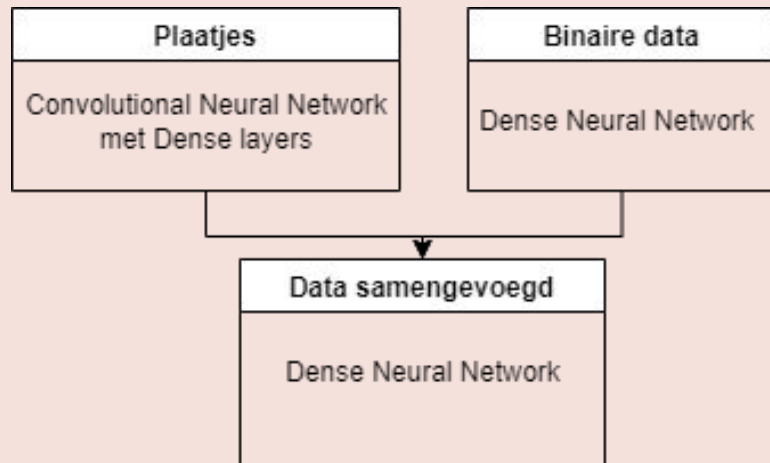 Plaatjes
Convolutional Neural Network
met Dense layers
Binaire data
Dense Neural Network
Data samengevoegd
Dense Neural Network